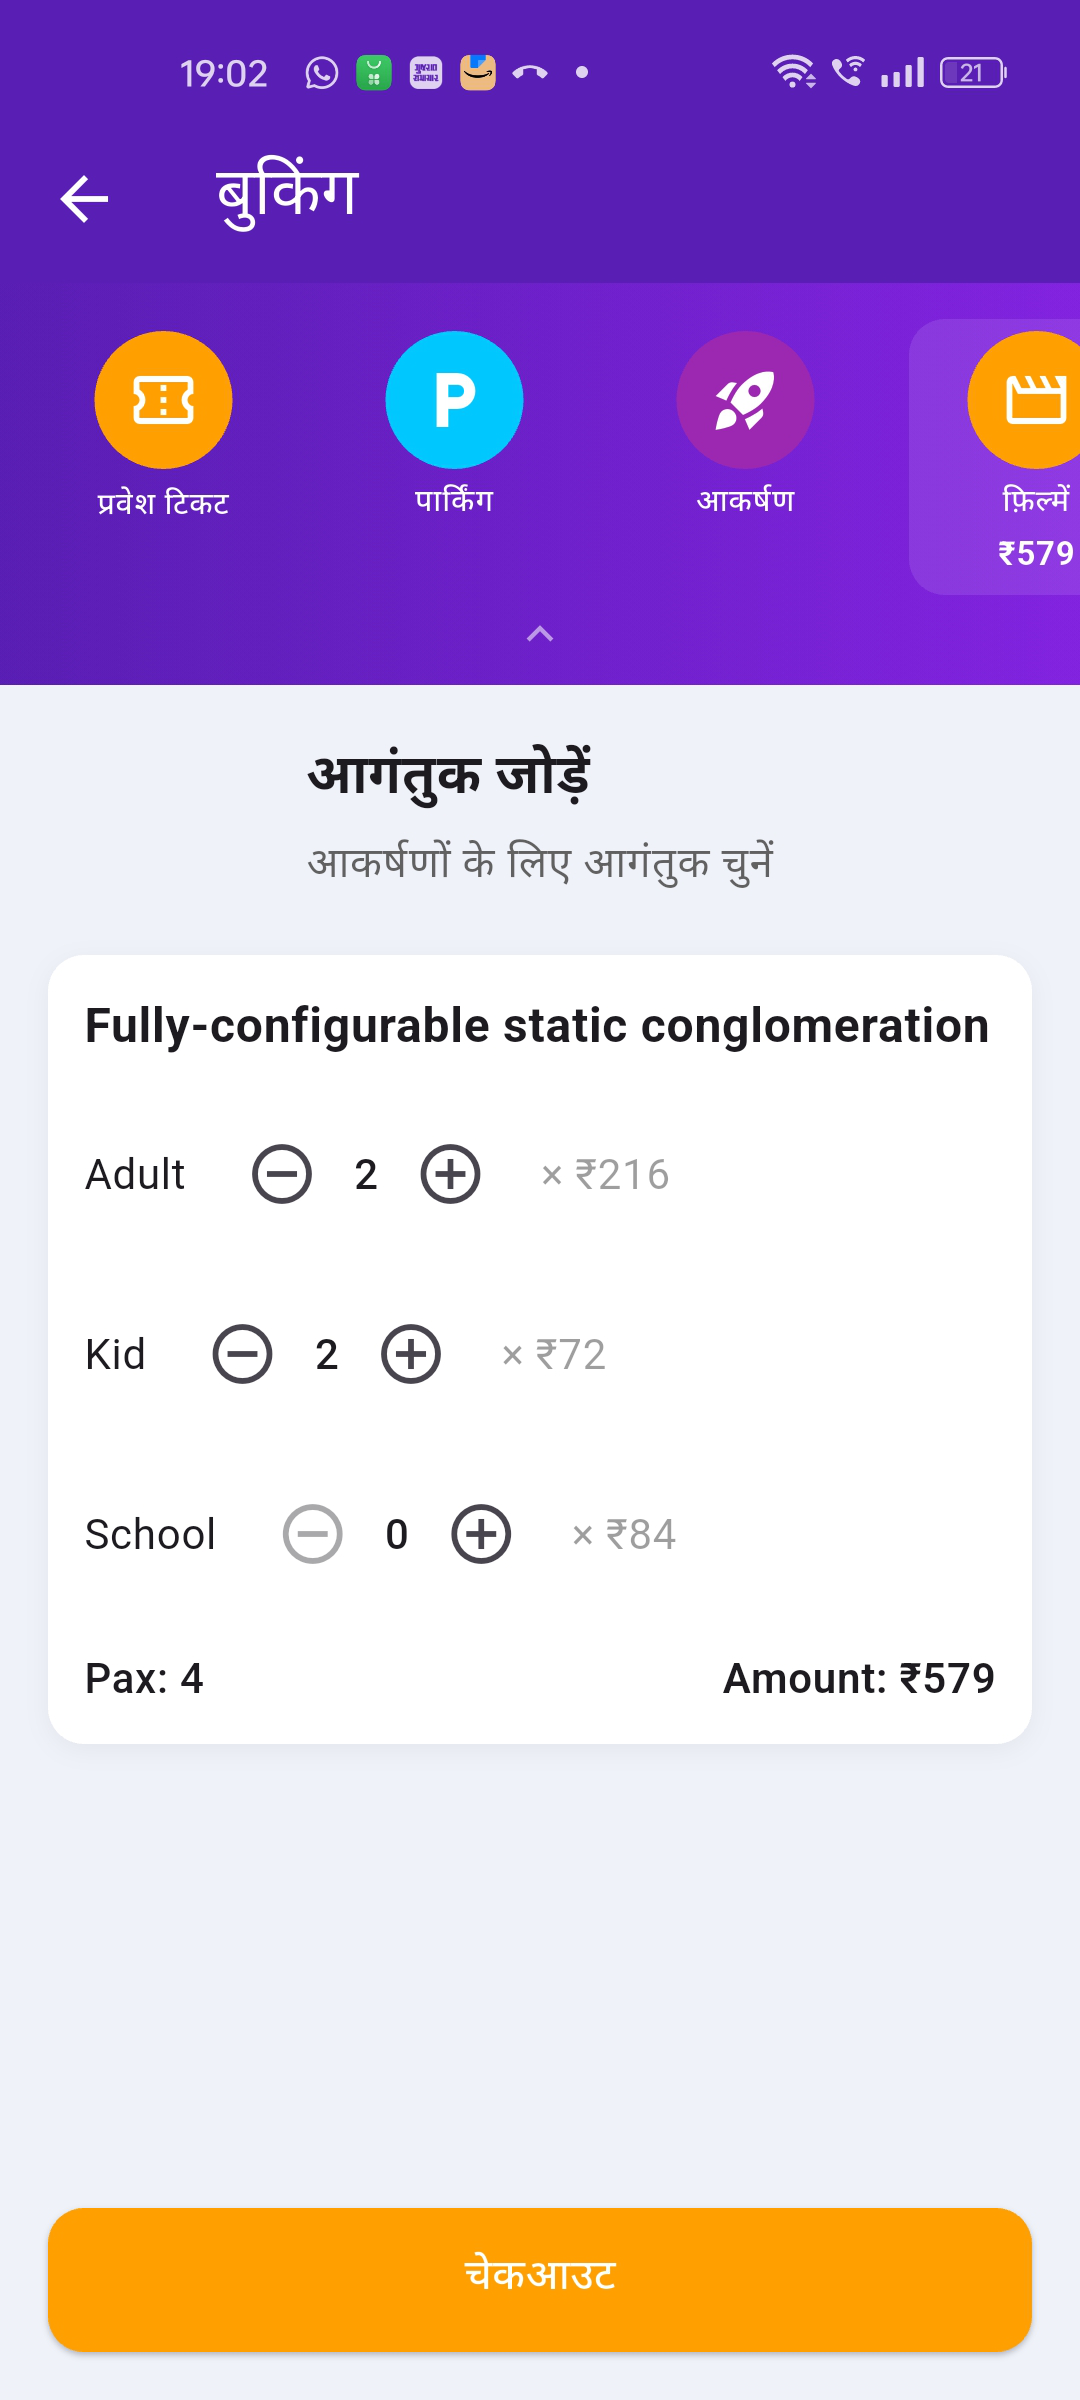 19:02
21
बुकिंग
P
प्रवेश टिकट
पार्किंग
आकर्षण
फ़िल्में
₹579
आगंतुक जोड़ें
आकर्षणों के लिए आगंतुक चुनें
Fully-configurable static conglomeration
Adult 2 × ₹216
Kid 2 × ₹72
School 0 × ₹84
Pax: 4 Amount: ₹579
चेकआउट